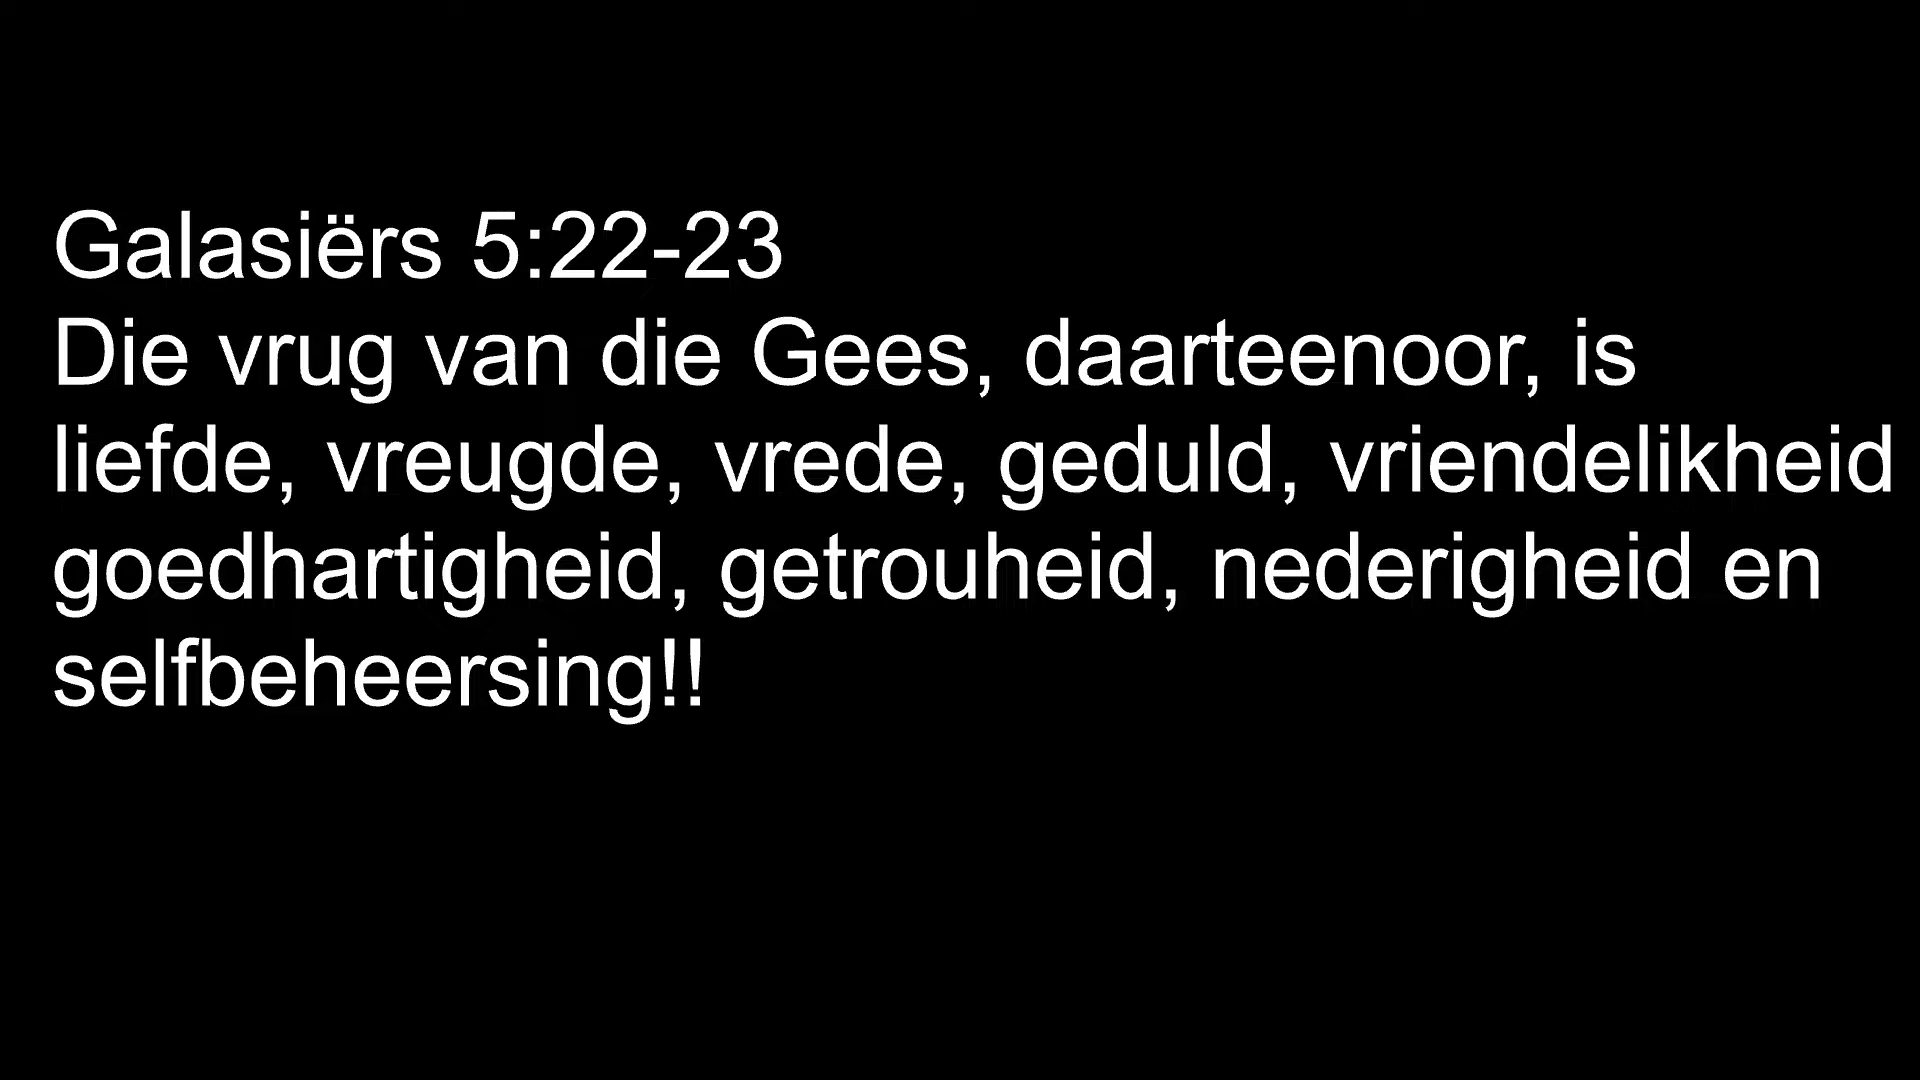 Galasiërs 5:22-23
Die vrug van die Gees, daarteenoor, is
liefde, vreugde, vrede, geduld, vriendelikheid
goedhartigheid, getrouheid, nederigheid en
selfbeheersing!!